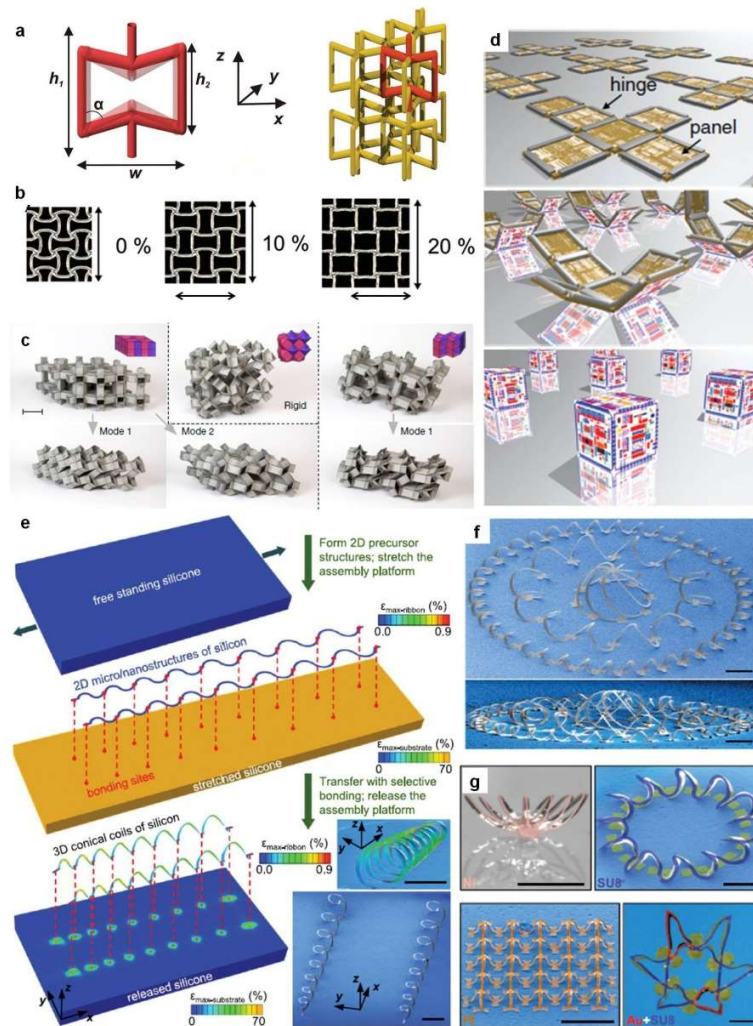 a
h1
h2
α
w
z
y
x
b
0 %
10 %
20 %
c
Rigid
Mode 1
Mode 2
Mode 1
d
hinge
panel
e
free standing silicone
Form 2D precursor
structures; stretch the
assembly platform
εmax-ribbon (%)
0.0 0.9
2D micro/nanostructures of silicon
bonding sites
stretched silicone
εmax-substrate (%)
0 70
Transfer with selective
bonding; release the
assembly platform
3D conical coils of silicon
εmax-ribbon (%)
0.0 0.9
z
y
x
released silicone
z
y
x
εmax-substrate (%)
0 70
z
y
x
f
g
Ni
SU8
Au+SU8